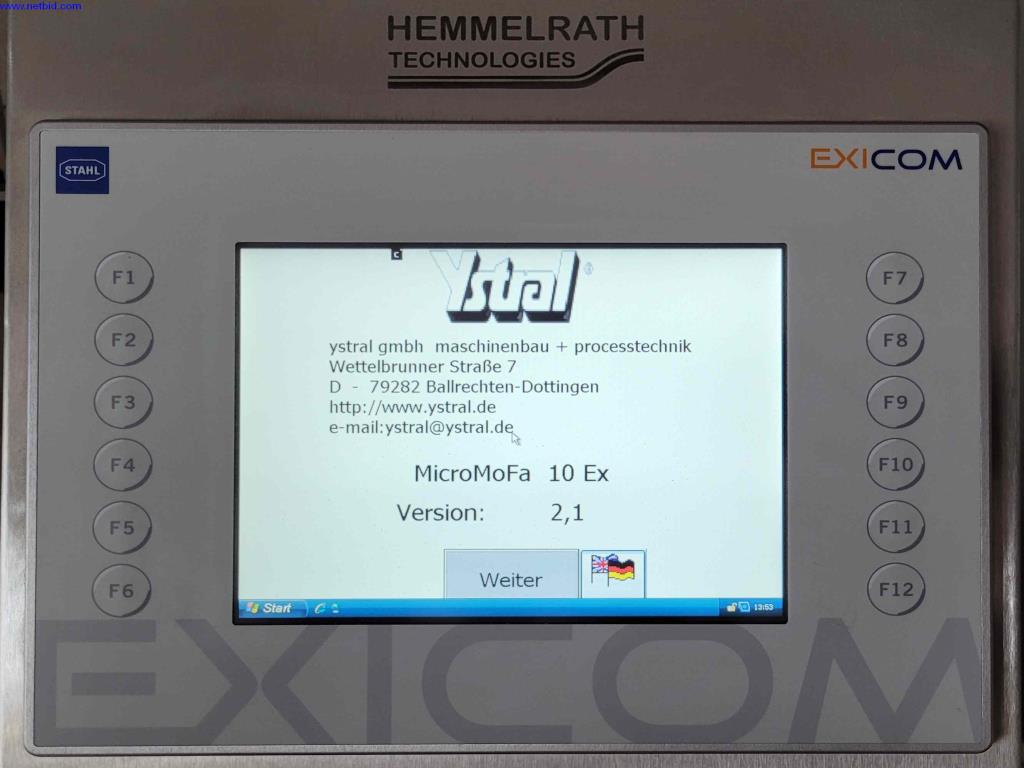 www.netbid.com
HEMMELRATH
TECHNOLOGIES
STAHL
EXICOM
F1
F2
F3
F4
F5
F6
F7
F8
F9
F10
F11
F12
c
Ystral®
ystral gmbh maschinenbau + processtechnik
Wettelbrunner Straße 7
D - 79282 Ballrechten-Dottingen
http://www.ystral.de
e-mail:ystral@ystral.de
MicroMoFa 10 Ex
Version: 2,1
Weiter
Start
13:53
EXICOM